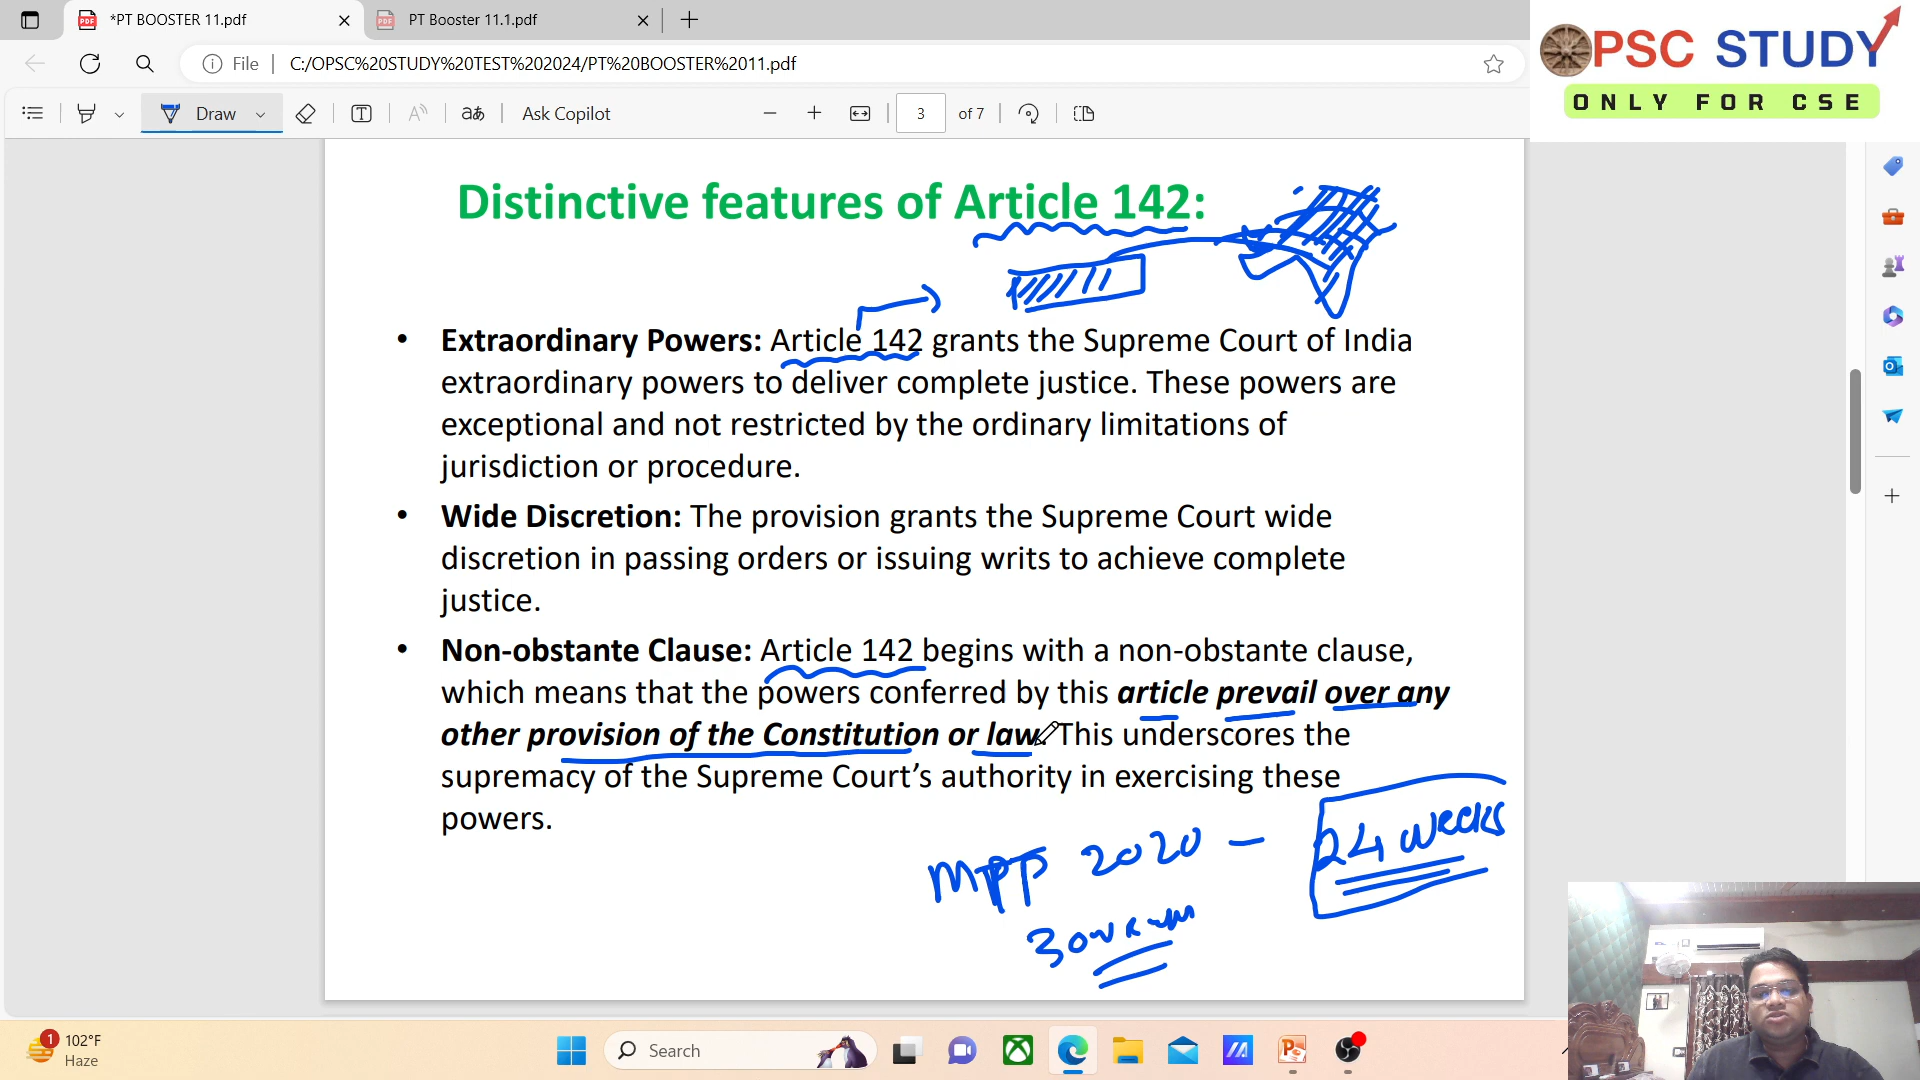 *PT BOOSTER 11.pdf
PT Booster 11.1.pdf
File
C:/OPSC%20STUDY%20TEST%202024/PT%20BOOSTER%2011.pdf
PSC STUDY
ONLY FOR CSE
Draw
aあ
Ask Copilot
3 of 7
Distinctive features of Article 142:
• Extraordinary Powers: Article 142 grants the Supreme Court of India
extraordinary powers to deliver complete justice. These powers are
exceptional and not restricted by the ordinary limitations of
jurisdiction or procedure.
• Wide Discretion: The provision grants the Supreme Court wide
discretion in passing orders or issuing writs to achieve complete
justice.
• Non-obstante Clause: Article 142 begins with a non-obstante clause,
which means that the powers conferred by this article prevail over any
other provision of the Constitution or law. This underscores the
supremacy of the Supreme Court’s authority in exercising these
powers.
2020 – 24 weeks
30
1
102°F
Haze
Search